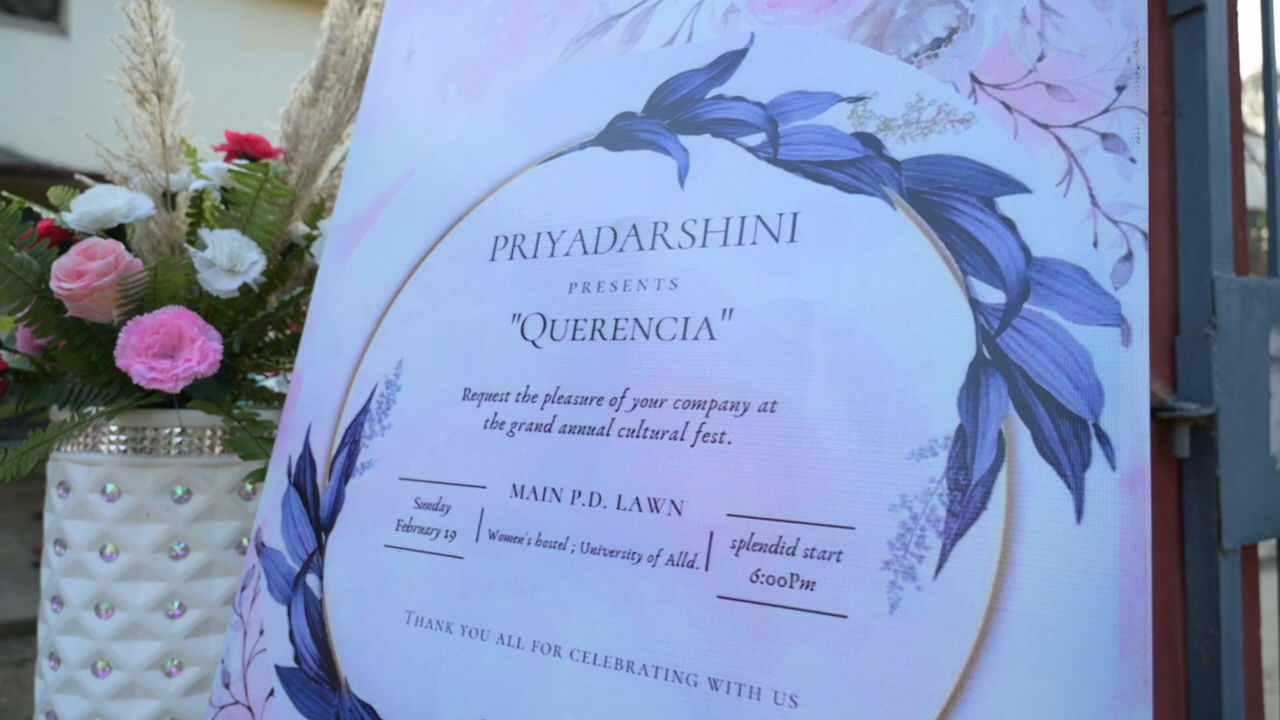 PRIYADARSHINI
PRESENTS
"QUERENCIA"
Request the pleasure of your company at
the grand annual cultural fest.
MAIN P.D. LAWN
Sunday
February 19
Women's hostel ; University of Alld.
splendid start
6:00Pm
THANK YOU ALL FOR CELEBRATING WITH US